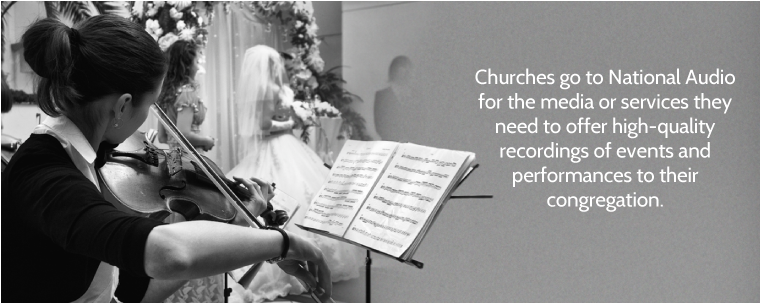 Churches go to National Audio
for the media or services they
need to offer high-quality
recordings of events and
performances to their
congregation.